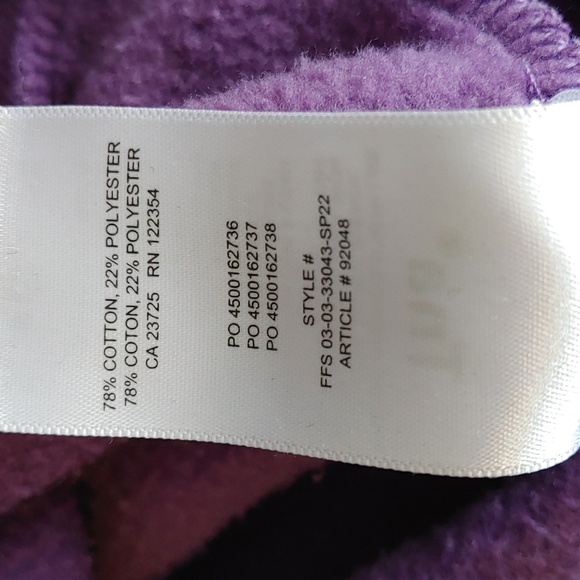 78% COTTON, 22% POLYESTER
78% COTON, 22% POLYESTER
CA 23725 RN 122354
PO 4500162736
PO 4500162737
PO 4500162738
STYLE #
FFS 03-03-33043-SP22
ARTICLE # 92048